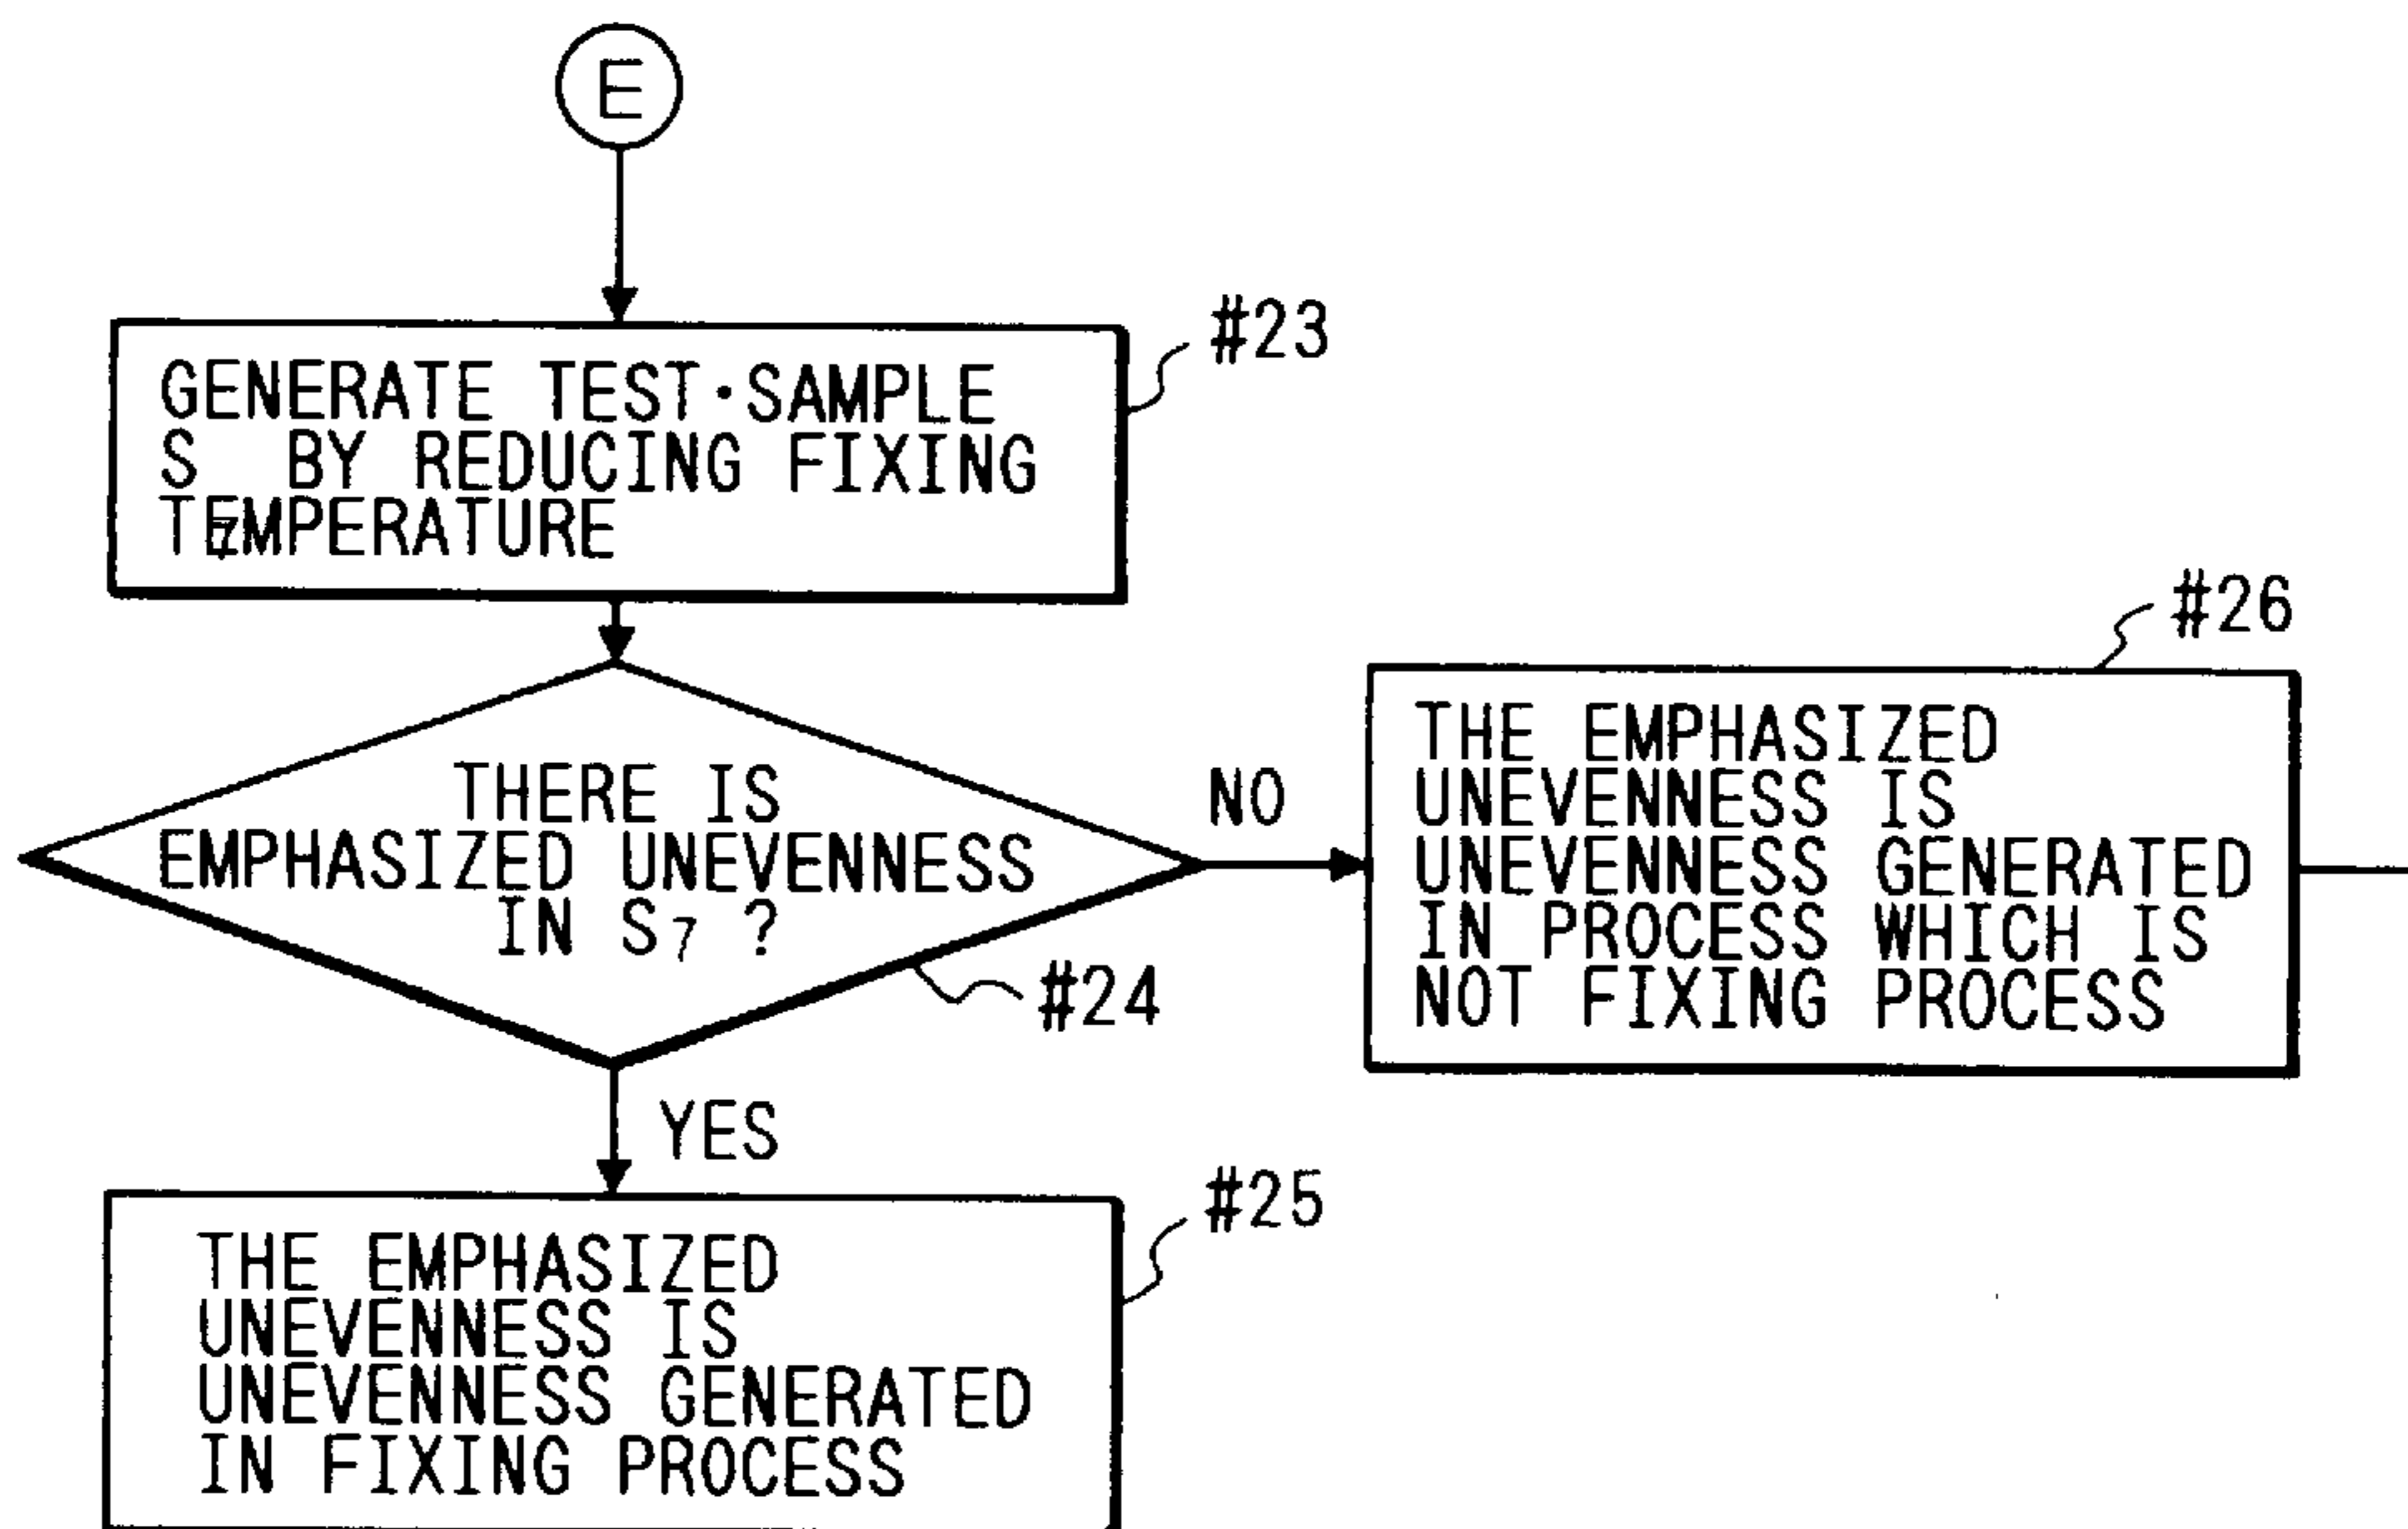 E
#23
GENERATE TEST·SAMPLE
S₇ BY REDUCING FIXING
TEMPERATURE
THERE IS
EMPHASIZED UNEVENNESS
IN S₇ ?
#24
NO
#26
THE EMPHASIZED
UNEVENNESS IS
UNEVENNESS GENERATED
IN PROCESS WHICH IS
NOT FIXING PROCESS
YES
#25
THE EMPHASIZED
UNEVENNESS IS
UNEVENNESS GENERATED
IN FIXING PROCESS